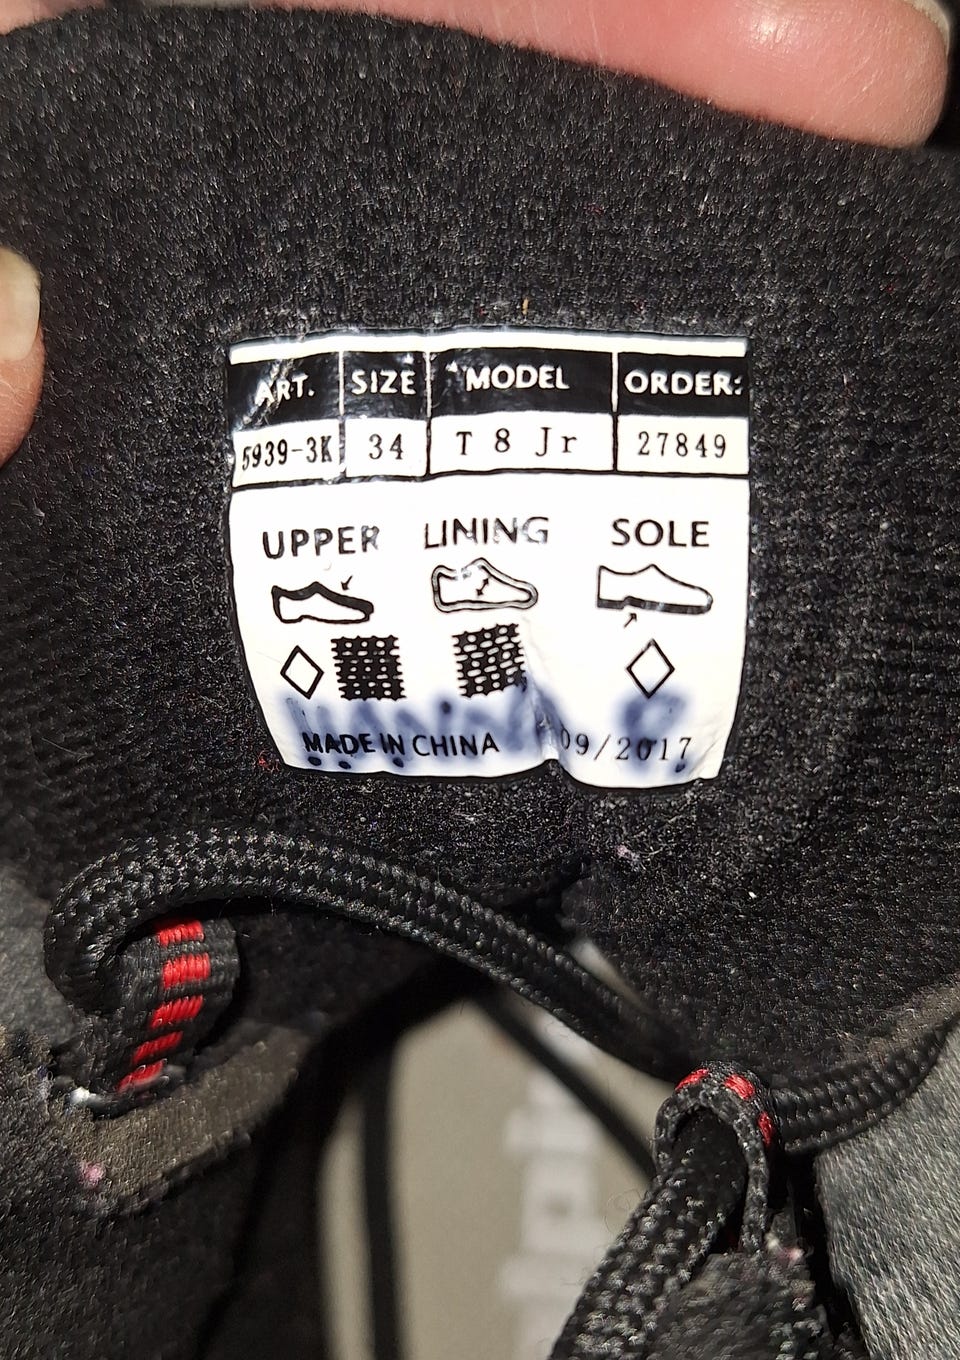 ART. SIZE MODEL ORDER:
5939-3K 34 T 8 Jr 27849
UPPER LINING SOLE
MADE IN CHINA 09/2017